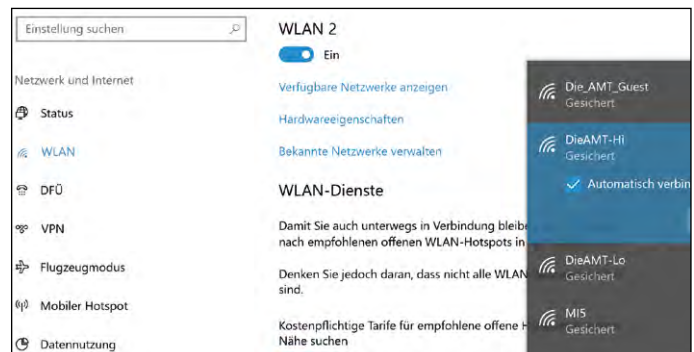 Einstellung suchen
Netzwerk und Internet
Status
WLAN
DFÜ
VPN
Flugzeugmodus
Mobiler Hotspot
Datennutzung
WLAN 2
Ein
Verfügbare Netzwerke anzeigen
Hardwareeigenschaften
Bekannte Netzwerke verwalten
WLAN-Dienste
Damit Sie auch unterwegs in Verbindung bleibe
nach empfohlenen offenen WLAN-Hotspots in
Denken Sie jedoch daran, dass nicht alle WLAN
sind.
Kostenpflichtige Tarife für empfohlene offene H
Nähe suchen
Die_AMT_Guest
Gesichert
DieAMT-Hi
Gesichert
Automatisch verbin
DieAMT-Lo
Gesichert
MI5
Gesichert